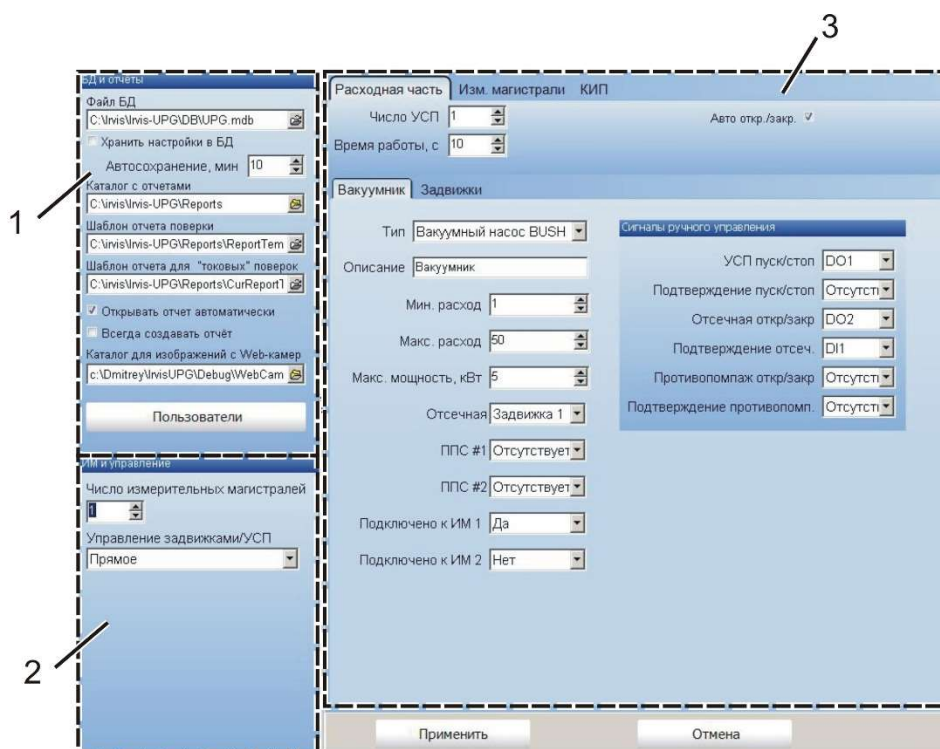 3
БД и отчеты
Файл БД
C:\Irvis\Irvis-UPG\DB\UPG.mdb
Хранить настройки в БД
Автосохранение, мин 10
Каталог с отчетами
C:\irvis\Irvis-UPG\Reports
1
Шаблон отчета поверки
C:\irvis\Irvis-UPG\Reports\ReportTem
Шаблон отчета для "токовых" поверок
C:\irvis\Irvis-UPG\Reports\CurReportT
Открывать отчет автоматически
Всегда создавать отчёт
Каталог для изображений с Web-камер
c:\Dmitrey\IrvisUPG\Debug\WebCam
Пользователи
ИМ и управление
Число измерительных магистралей
1
Управление задвижками/УСП
Прямое
2
Расходная часть Изм. магистрали КИП
Число УСП 1
Авто откр./закр.
Время работы, с 10
Вакуумник Задвижки
Тип Вакуумный насос BUSH
Описание Вакуумник
Мин. расход 1
Макс. расход 50
Макс. мощность, кВт 5
Отсечная Задвижка 1
ППС #1 Отсутствует
ППС #2 Отсутствует
Подключено к ИМ 1 Да
Подключено к ИМ 2 Нет
Сигналы ручного управления
УСП пуск/стоп DO1
Подтверждение пуск/стоп Отсутст
Отсечная откр/закр DO2
Подтверждение отсеч. DI1
Противопомпаж откр/закр Отсутст
Подтверждение противопомп. Отсутст
Применить Отмена